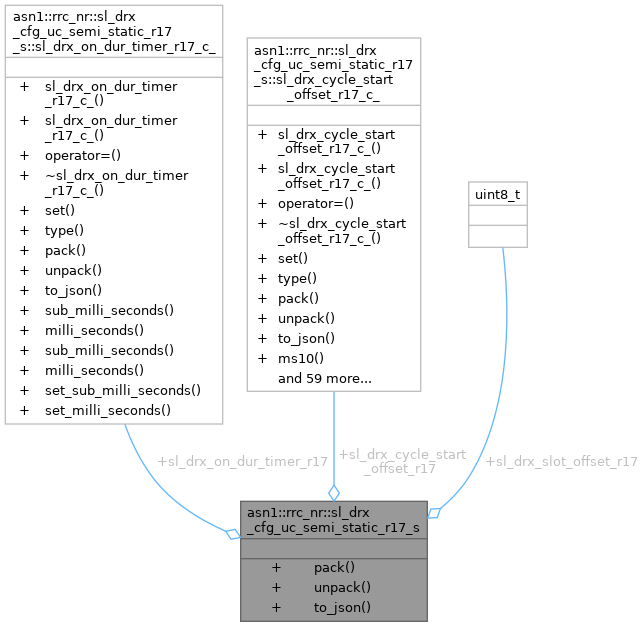 asn1::rrc_nr::sl_drx
_cfg_uc_semi_static_r17
_s::sl_drx_on_dur_timer_r17_c_
+ sl_drx_on_dur_timer
_r17_c_()
+ sl_drx_on_dur_timer
_r17_c_()
+ operator=()
+ ~sl_drx_on_dur_timer
_r17_c_()
+ set()
+ type()
+ pack()
+ unpack()
+ to_json()
+ sub_milli_seconds()
+ milli_seconds()
+ sub_milli_seconds()
+ milli_seconds()
+ set_sub_milli_seconds()
+ set_milli_seconds()
asn1::rrc_nr::sl_drx
_cfg_uc_semi_static_r17
_s::sl_drx_cycle_start
_offset_r17_c_
+ sl_drx_cycle_start
_offset_r17_c_()
+ sl_drx_cycle_start
_offset_r17_c_()
+ operator=()
+ ~sl_drx_cycle_start
_offset_r17_c_()
+ set()
+ type()
+ pack()
+ unpack()
+ to_json()
+ ms10()
and 59 more...
uint8_t
+sl_drx_on_dur_timer_r17
+sl_drx_cycle_start
_offset_r17
+sl_drx_slot_offset_r17
asn1::rrc_nr::sl_drx
_cfg_uc_semi_static_r17_s
+ pack()
+ unpack()
+ to_json()